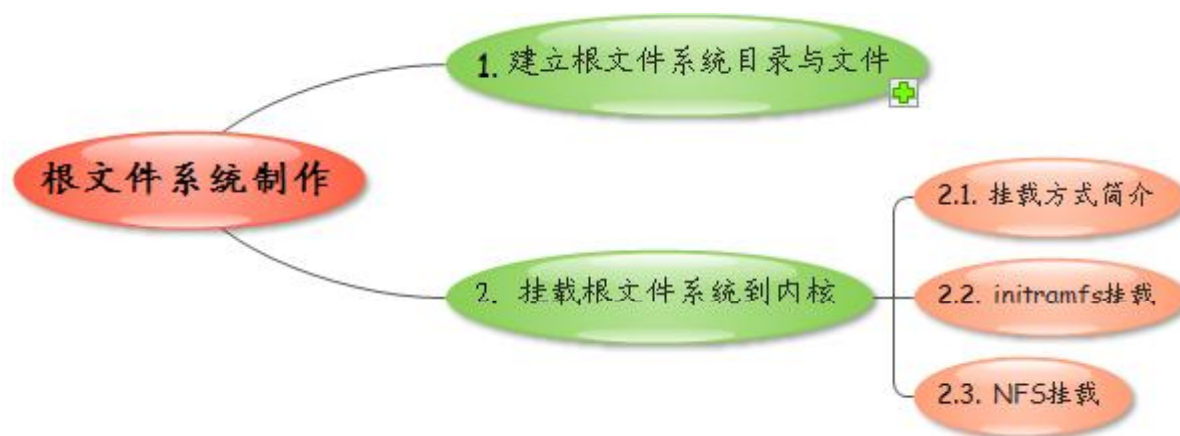 根文件系统制作
1. 建立根文件系统目录与文件
2. 挂载根文件系统到内核
2.1. 挂载方式简介
2.2. initramfs挂载
2.3. NFS挂载